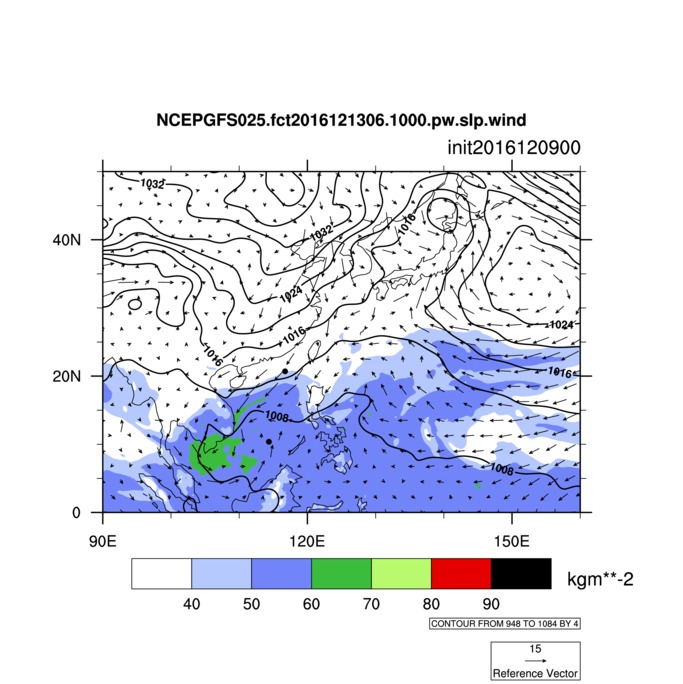 NCEPGFS025.fct2016121306.1000.pw.slp.wind
init2016120900
1032
1032
1016
40N
1024
1016
1024
1016
1016
20N
1008
1008
0
90E 120E 150E
kgm**-2
40 50 60 70 80 90
CONTOUR FROM 948 TO 1084 BY 4
15
Reference Vector